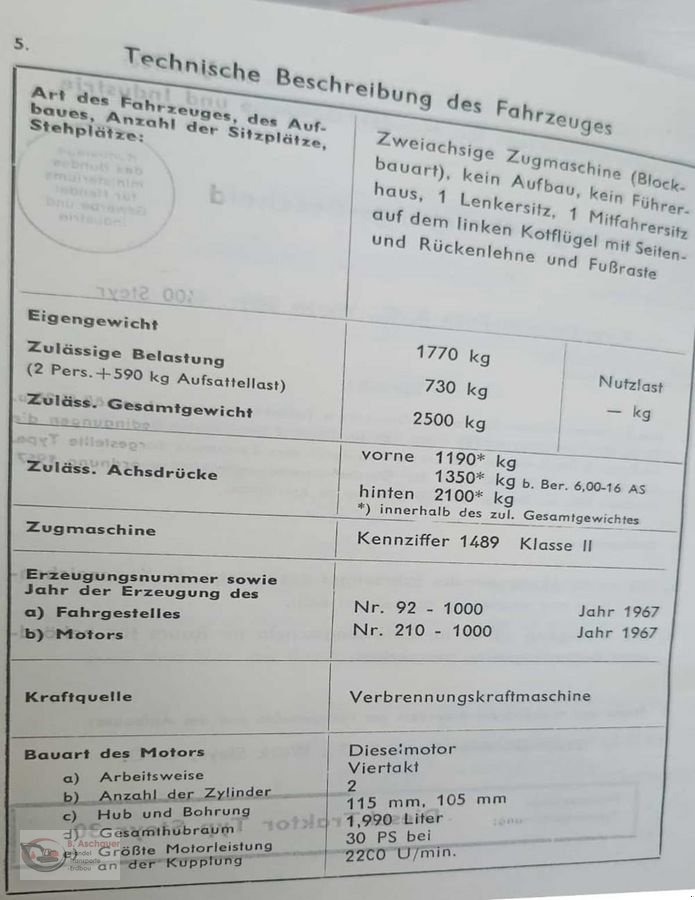 5.
Technische Beschreibung des Fahrzeuges
Art des Fahrzeuges, des Auf-
baues, Anzahl der Sitzplätze,
Stehplätze:
Zweiachsige Zugmaschine (Block-
bauart), kein Aufbau, kein Führer-
haus, 1 Lenkersitz, 1 Mitfahrersitz
auf dem linken Kotflügel mit Seiten-
und Rückenlehne und Fußraste
Eigengewicht 1770 kg
Zulässige Belastung 730 kg Nutzlast
(2 Pers.+590 kg Aufsattellast) — kg
Zuläss. Gesamtgewicht 2500 kg
Zuläss. Achsdrücke vorne 1190* kg
1350* kg b. Ber. 6,00-16 AS
hinten 2100* kg
*) innerhalb des zul. Gesamtgewichtes
Zugmaschine Kennziffer 1489 Klasse II
Erzeugungsnummer sowie
Jahr der Erzeugung des
a) Fahrgestelles Nr. 92 - 1000 Jahr 1967
b) Motors Nr. 210 - 1000 Jahr 1967
Kraftquelle Verbrennungskraftmaschine
Bauart des Motors Dieselmotor
a) Arbeitsweise Viertakt
b) Anzahl der Zylinder 2
c) Hub und Bohrung 115 mm, 105 mm
d) Gesamthubraum 1,990 Liter
e) Größte Motorleistung 30 PS bei
an der Kupplung 2200 U/min.
B. Aschauer
Handel
Transporte
Erdbau